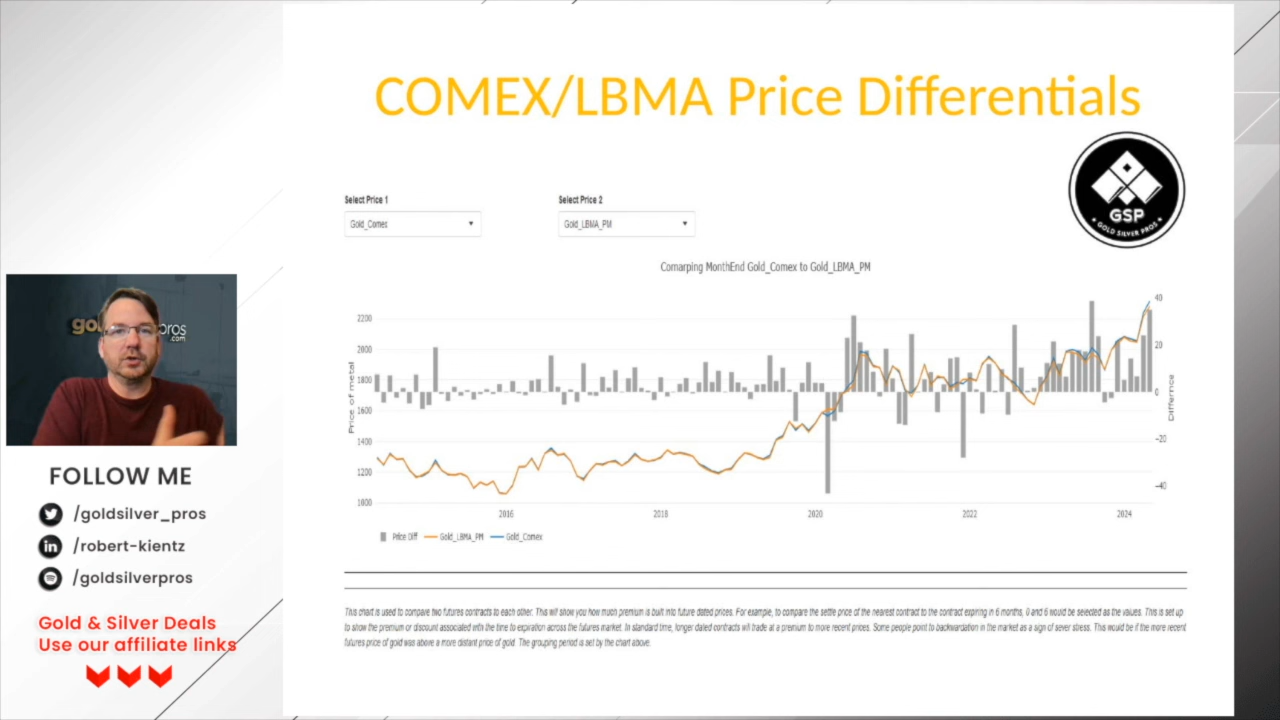 COMEX/LBMA Price Differentials
GSP
GOLD SILVER PROS
Select Price 1
Select Price 2
Gold_Comex
Gold_LBMA_PM
Comarping MonthEnd Gold_Comex to Gold_LBMA_PM
2200
2000
1800
1600
1400
1200
1000
Price of metal
40
20
0
−20
−40
Difference
2016
2018
2020
2022
2024
Price Diff
Gold_LBMA_PM
Gold_Comex
This chart is used to compare two futures contracts to each other. This will show you how much premium is built into future dated prices. For example, to compare the settle price of the nearest contract to the contract expiring in 6 months, 0 and 6 would be selected as the values. This is set up
to show the premium or discount associated with the time to expiration across the futures market. In standard time, longer dated contracts will trade at a premium to more recent prices. Some people point to backwardation in the market as a sign of sever stress. This would be if the more recent
futures price of gold was above a more distant price of gold. The grouping period is set by the chart above.
pros
.com
FOLLOW ME
/goldsilver_pros
in
/robert-kientz
/goldsilverpros
Gold & Silver Deals
Use our affiliate links